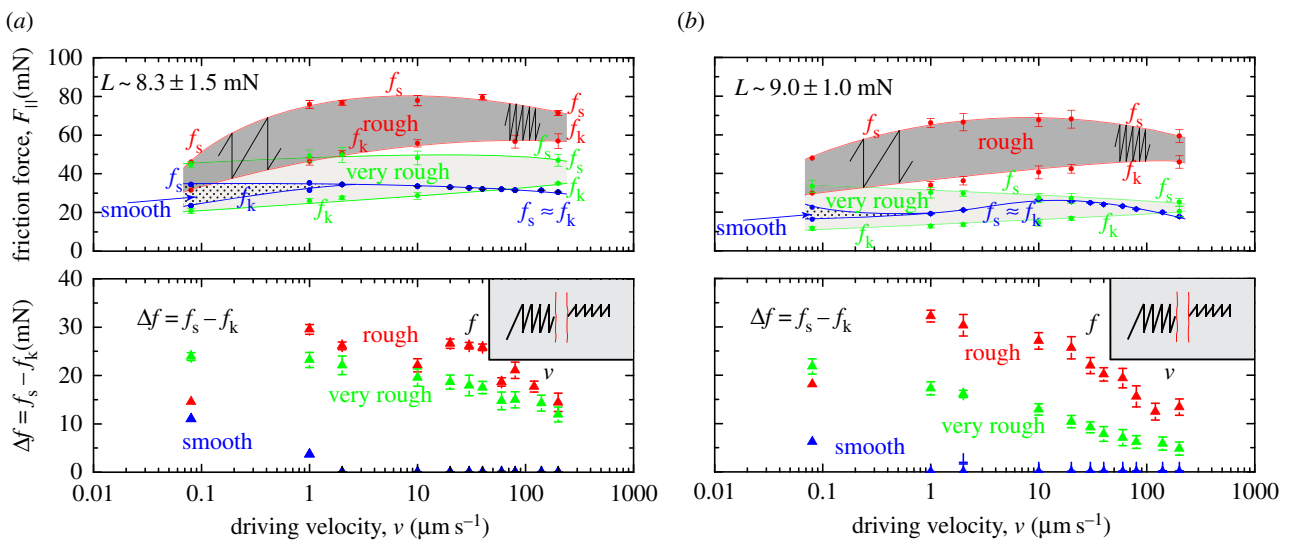 (a)
(b)
friction force, F||(mN)
100
80
60
40
20
0
L ~ 8.3 ± 1.5 mN
fs
fs
fs
rough
fk
fk
fs
very rough
fs
fs
fk
fk
fk
smooth
fs ≈ fk
L ~ 9.0 ± 1.0 mN
fs
fs
rough
fk
fs
very rough
fk
fs ≈ fk
fk
smooth
Δf = fs – fk(mN)
40
30
20
10
0
Δf = fs – fk
rough
very rough
smooth
f
v
0.01
0.1
1
10
100
1000
driving velocity, v (μm s–1)
Δf = fs – fk
rough
very rough
smooth
f
v
0.01
0.1
1
10
100
1000
driving velocity, v (μm s–1)